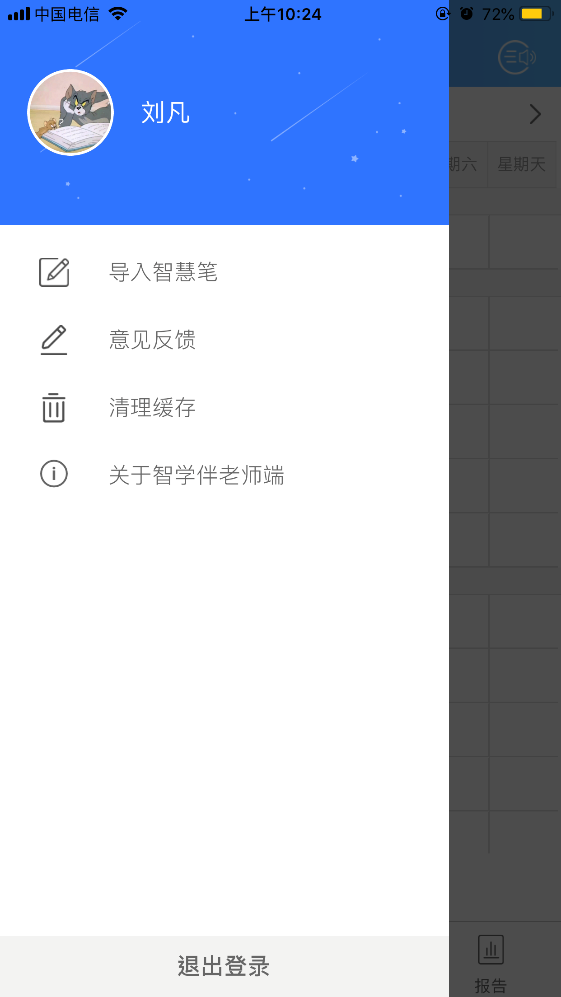 中国电信 上午10:24 72%
刘凡
期六 星期天
导入智慧笔
意见反馈
清理缓存
关于智学伴老师端
退出登录
报告